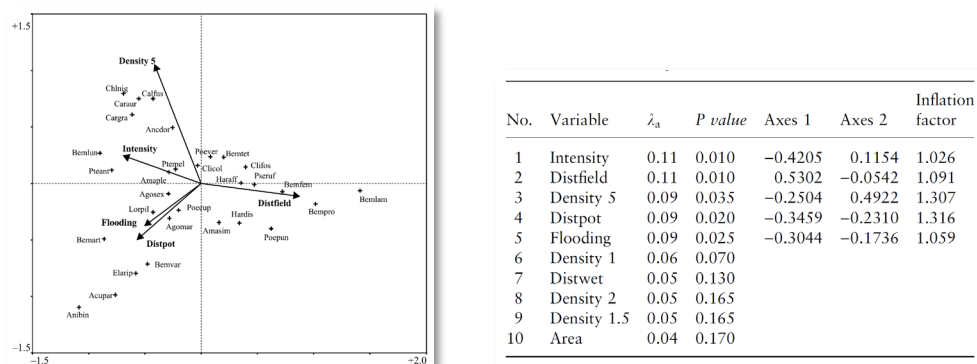 +1.5
Density 5
Chlnig
Calfus
Caraur
Cargra
Ancdor
Bemlun
Intensity
Poever
Bemtet
Pteant
Ptemel
Clicol
Clifos
Amaple
Haraff
Pseruf
Agosex
Bemfem
Bemlam
Distfield
Lorpil
Poecup
Hardis
Bempro
Flooding
Agomar
Amasim
Poepun
Bemart
Distpot
Bemvar
Elarip
Acupar
Anibin
-1.5
-1.5
+2.0
Inflation
No. Variable λa P value Axes 1 Axes 2 factor
1 Intensity 0.11 0.010 −0.4205 0.1154 1.026
2 Distfield 0.11 0.010 0.5302 −0.0542 1.091
3 Density 5 0.09 0.035 −0.2504 0.4922 1.307
4 Distpot 0.09 0.020 −0.3459 −0.2310 1.316
5 Flooding 0.09 0.025 −0.3044 −0.1736 1.059
6 Density 1 0.06 0.070
7 Distwet 0.05 0.130
8 Density 2 0.05 0.165
9 Density 1.5 0.05 0.165
10 Area 0.04 0.170